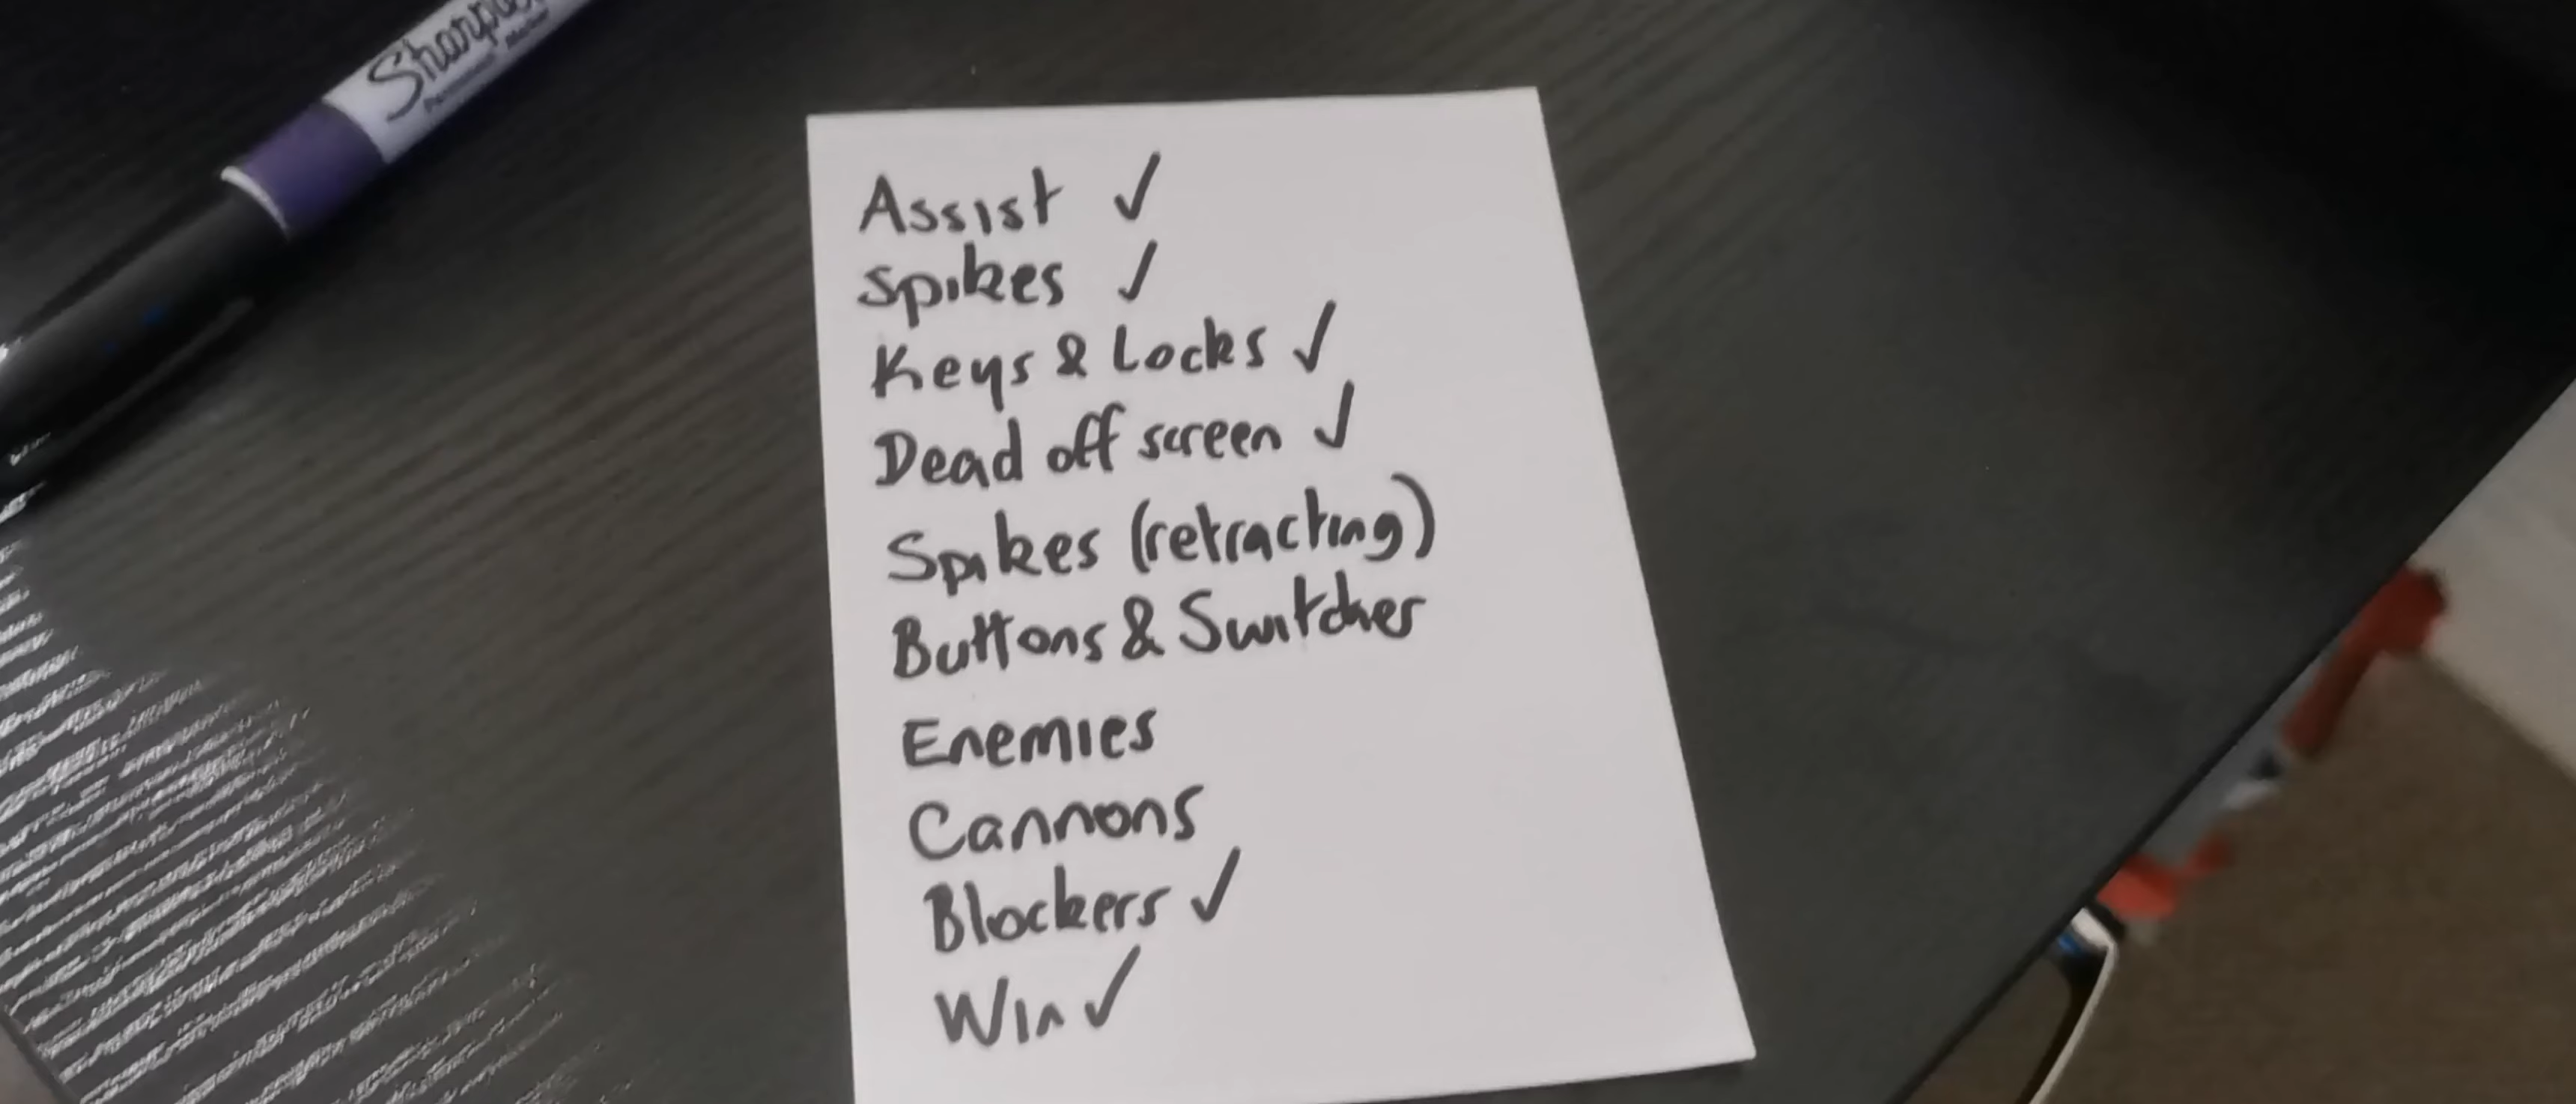 Sharpie
Assist ✓
Spikes ✓
Keys & Locks ✓
Dead off screen ✓
Spikes (retracting)
Buttons & Switches
Enemies
Cannons
Blockers ✓
Win ✓